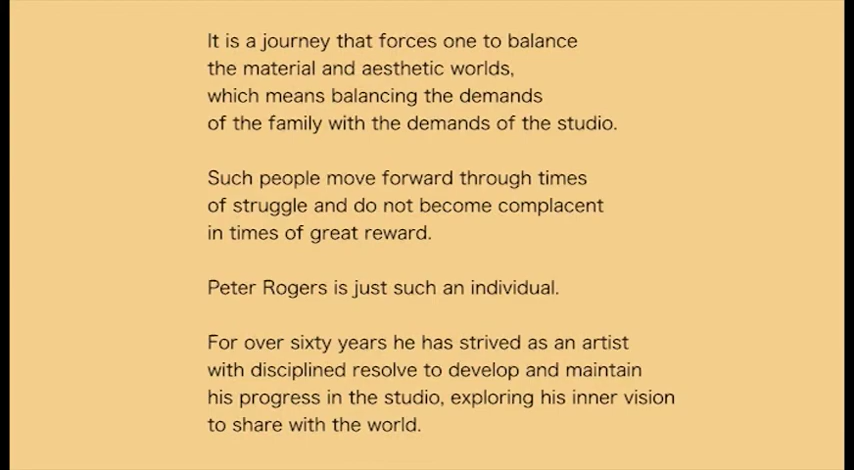 It is a journey that forces one to balance
the material and aesthetic worlds,
which means balancing the demands
of the family with the demands of the studio.
Such people move forward through times
of struggle and do not become complacent
in times of great reward.
Peter Rogers is just such an individual.
For over sixty years he has strived as an artist
with disciplined resolve to develop and maintain
his progress in the studio, exploring his inner vision
to share with the world.